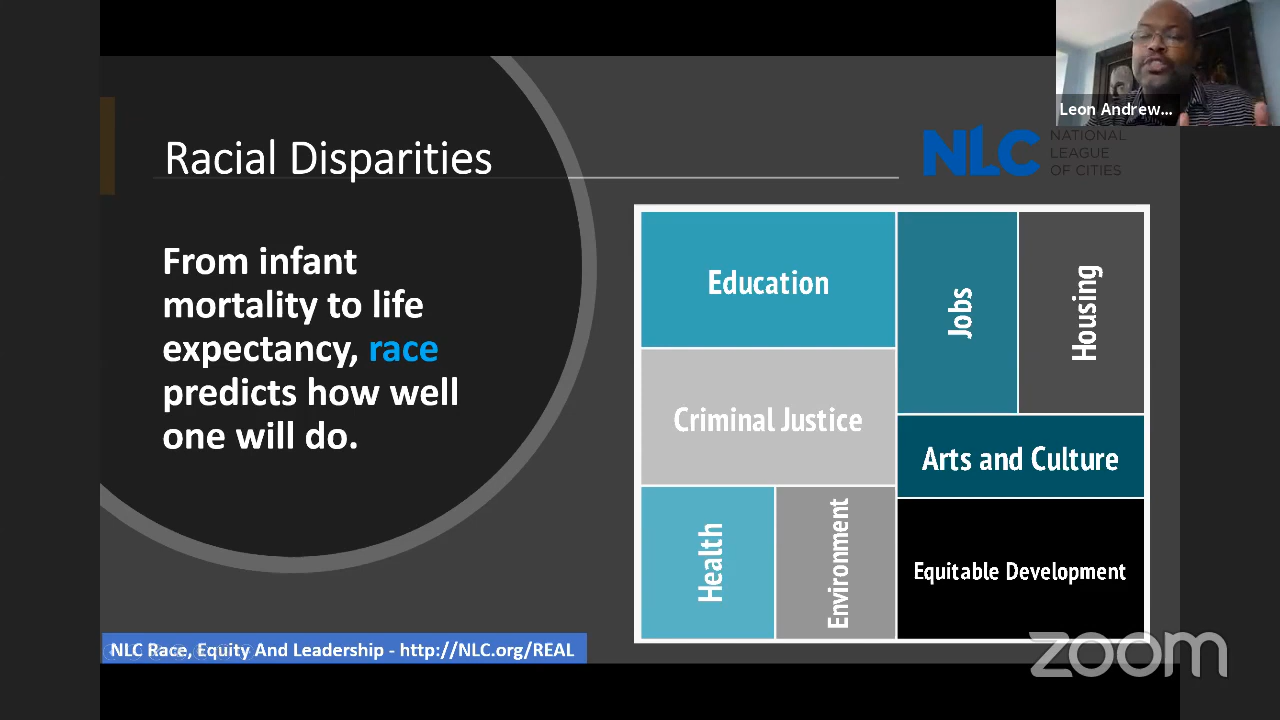 Leon Andrew...
Racial Disparities
NLC
NATIONAL
LEAGUE
OF CITIES
From infant
mortality to life
expectancy, race
predicts how well
one will do.
Education
Jobs
Housing
Criminal Justice
Arts and Culture
Health
Environment
Equitable Development
NLC Race, Equity And Leadership - http://NLC.org/REAL
zoom